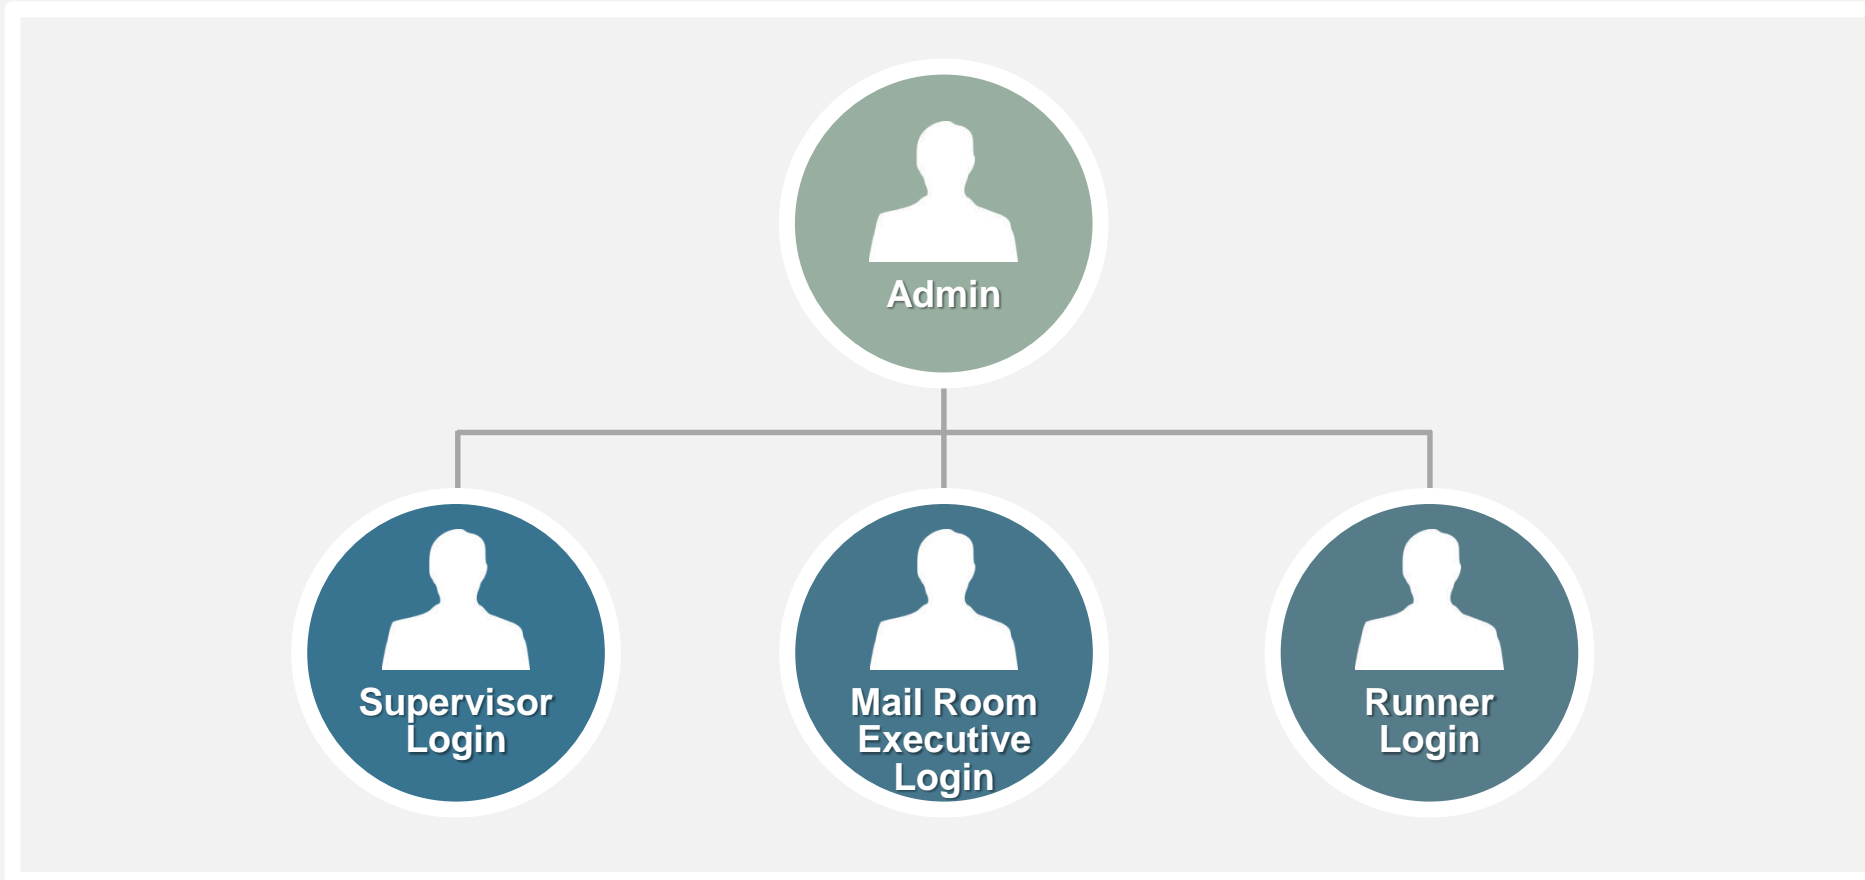 Admin
Supervisor
Login
Mail Room
Executive
Login
Runner
Login